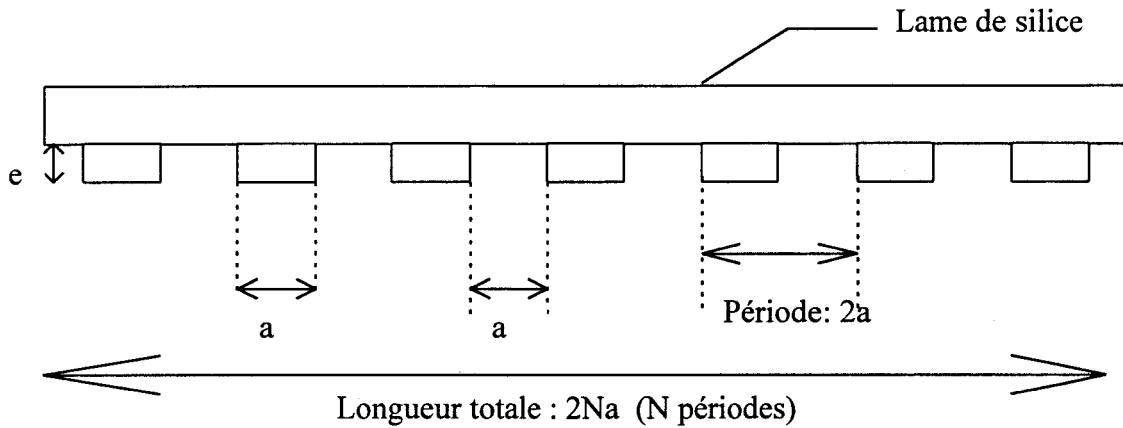 Lame de silice
e
a
a
Période: 2a
Longueur totale : 2Na (N périodes)